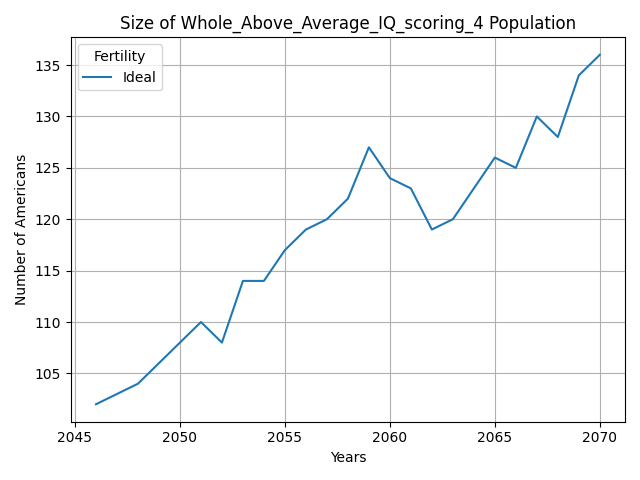 Size of Whole_Above_Average_IQ_scoring_4 Population
Fertility
Ideal
135
130
125
120
115
110
105
Number of Americans
2045 2050 2055 2060 2065 2070
Years